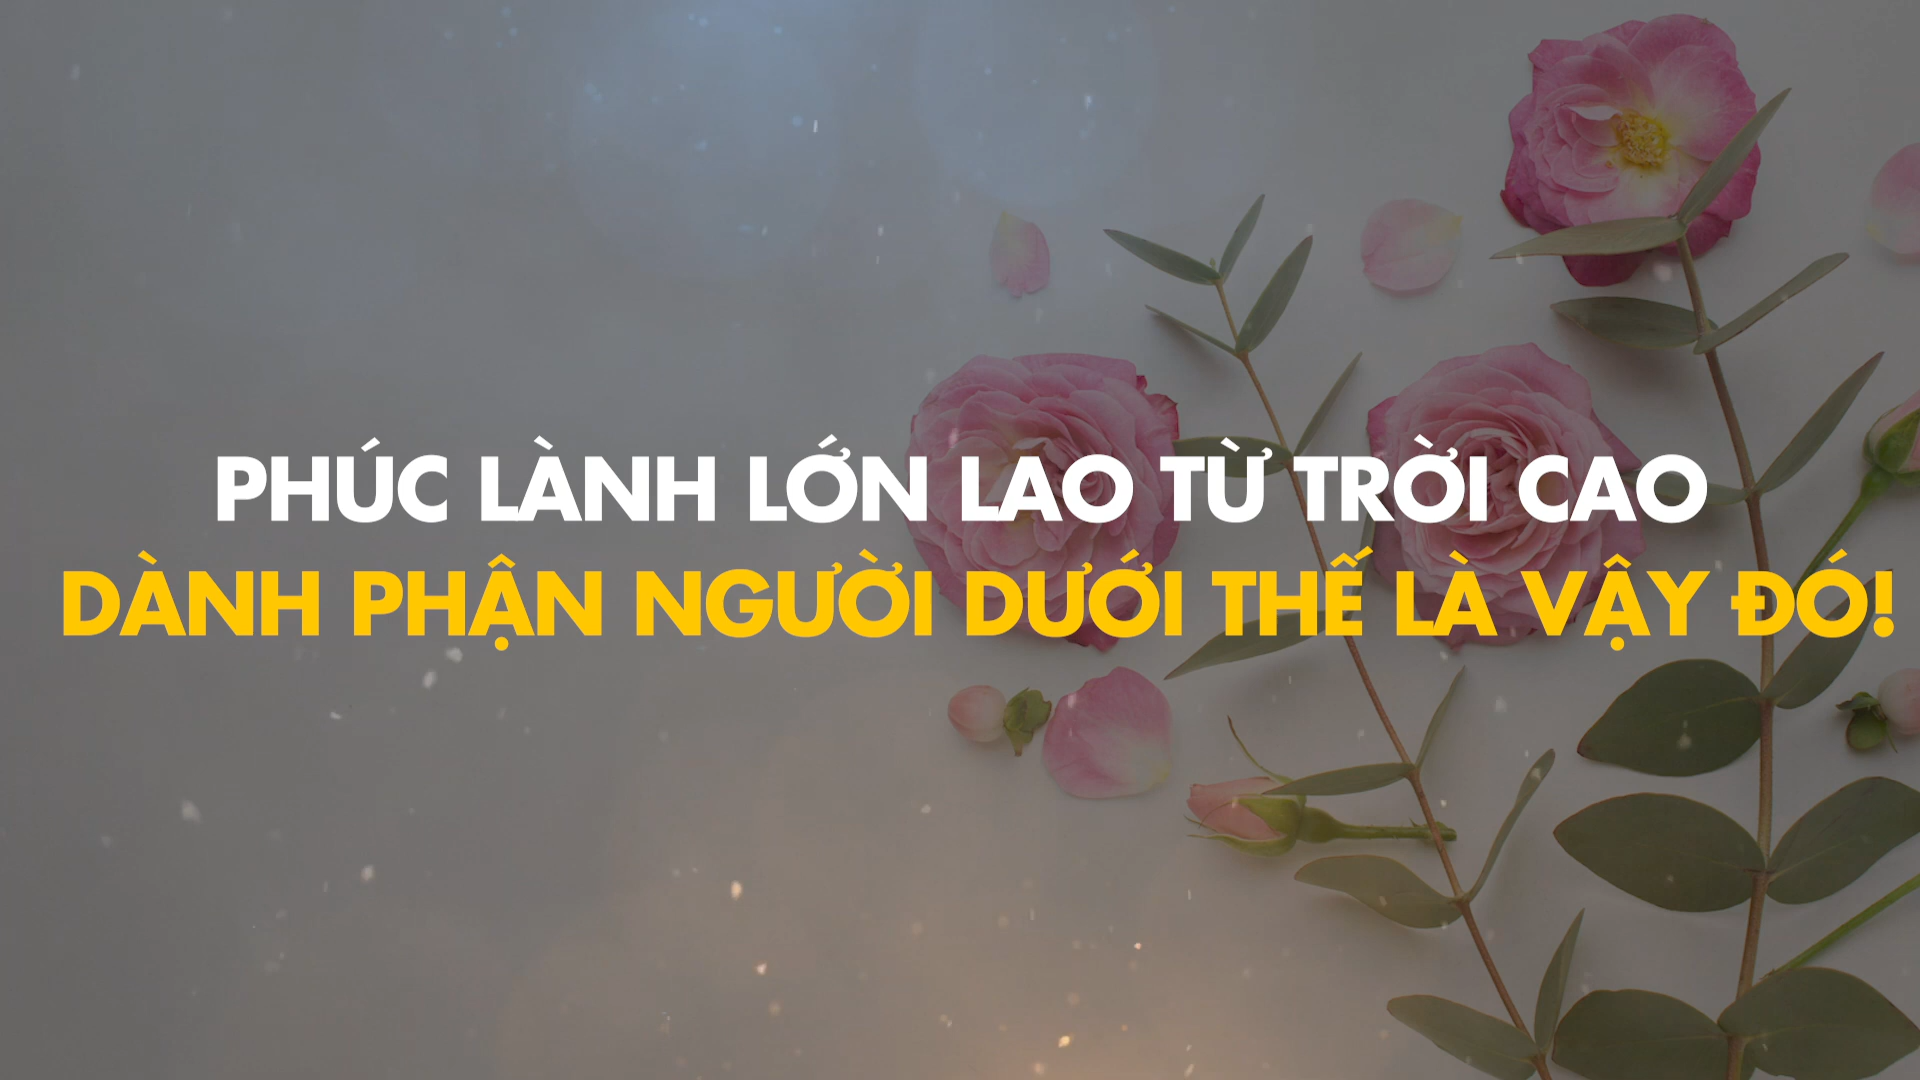 PHÚC LÀNH LỚN LAO TỪ TRỜI CAO
DÀNH PHẬN NGƯỜI DƯỚI THẾ LÀ VẬY ĐÓ!